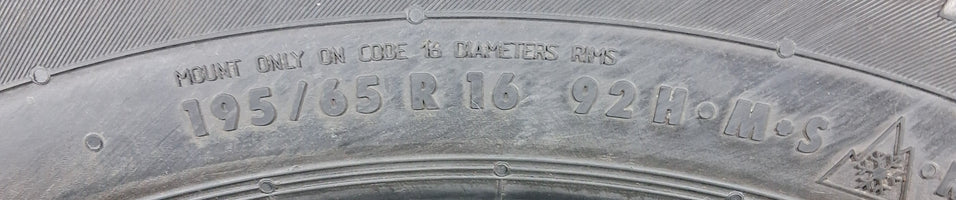 MOUNT ONLY ON CODE 16 DIAMETERS RIMS
195/65 R 16 92H·M·S